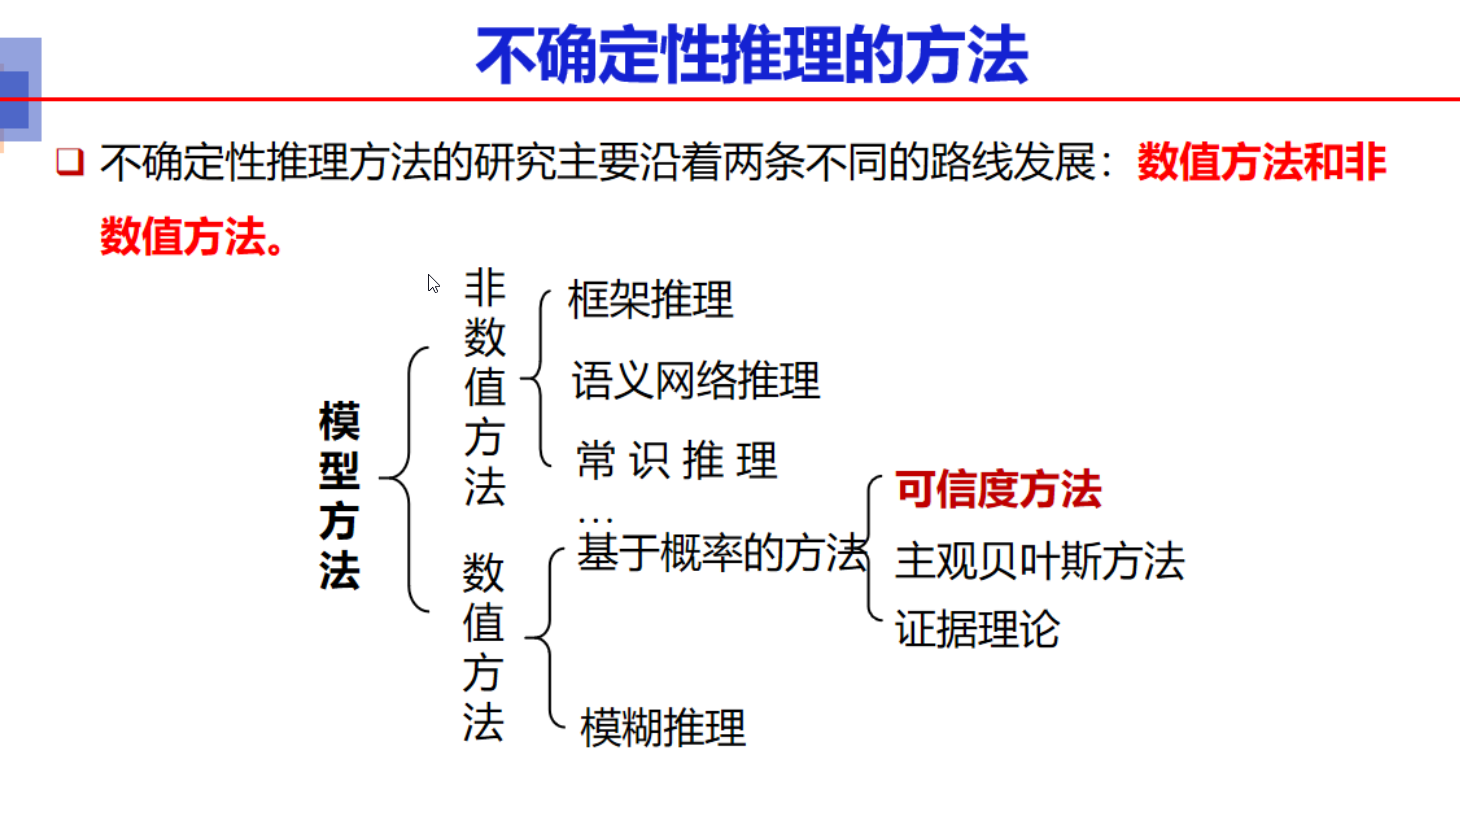 不确定性推理的方法
不确定性推理方法的研究主要沿着两条不同的路线发展：数值方法和非
数值方法。
模型方法
非数值方法
框架推理
语义网络推理
常 识 推 理
…
数值方法
基于概率的方法
可信度方法
主观贝叶斯方法
证据理论
模糊推理